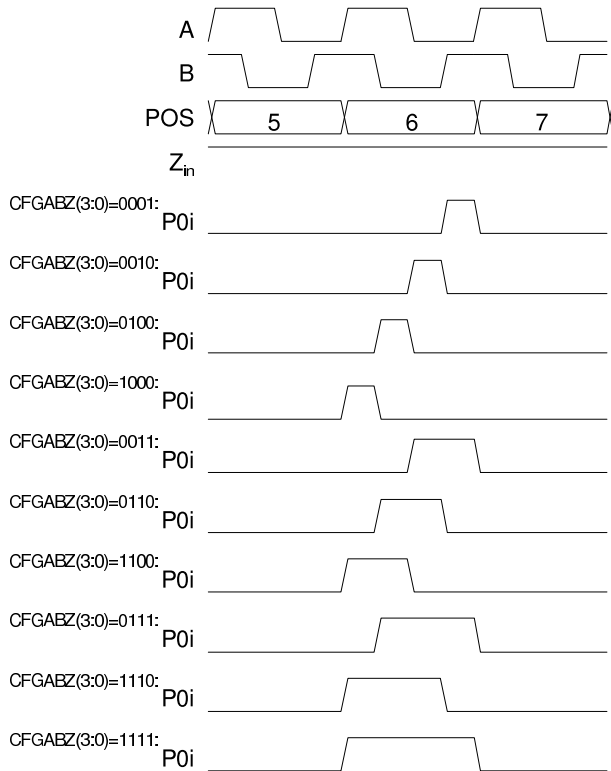 A
B
POS 5 6 7
Zin
CFGABZ(3:0)=0001:
P0i
CFGABZ(3:0)=0010:
P0i
CFGABZ(3:0)=0100:
P0i
CFGABZ(3:0)=1000:
P0i
CFGABZ(3:0)=0011:
P0i
CFGABZ(3:0)=0110:
P0i
CFGABZ(3:0)=1100:
P0i
CFGABZ(3:0)=0111:
P0i
CFGABZ(3:0)=1110:
P0i
CFGABZ(3:0)=1111:
P0i